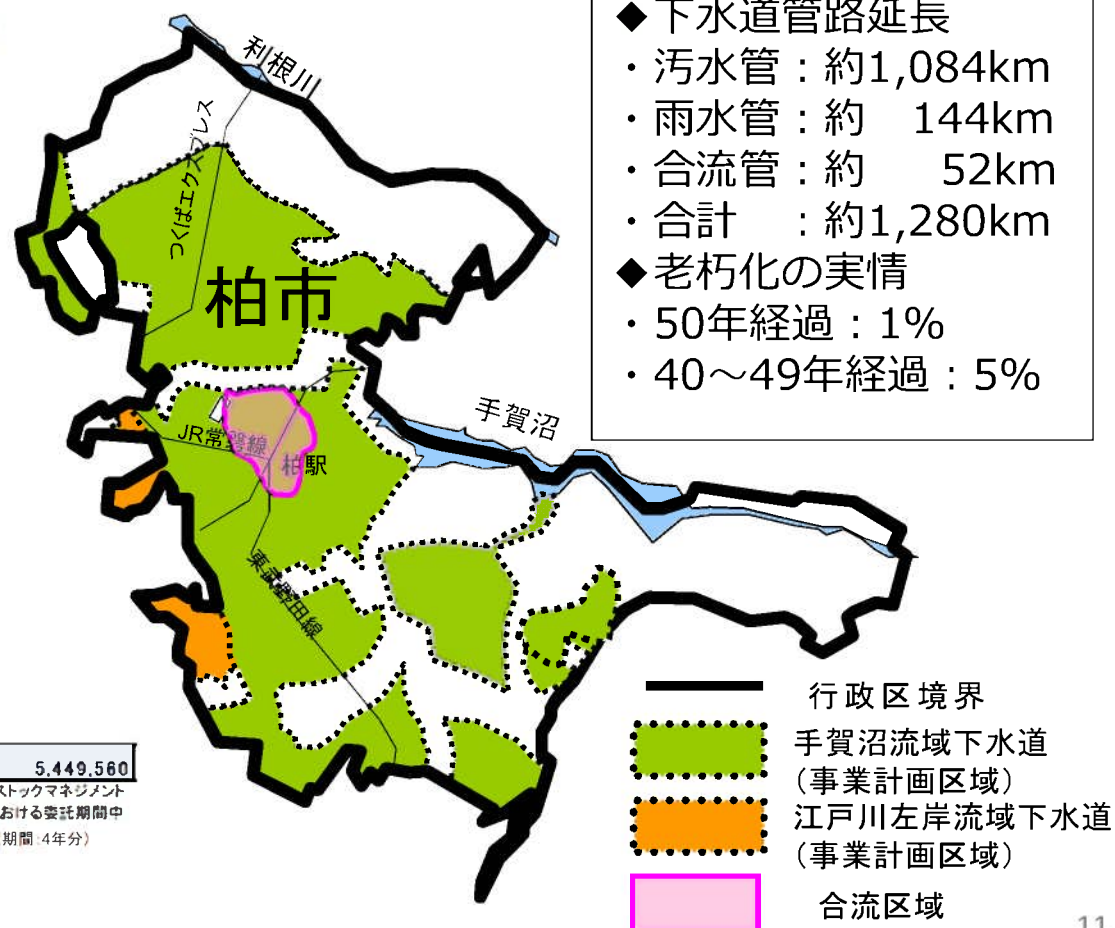 ◆下水道管路延長
・汚水管：約1,084km
・雨水管：約　144km
・合流管：約　52km
・合計　：約1,280km
◆老朽化の実情
・50年経過：1%
・40～49年経過：5%
利根川
つくばエクスプレス
柏市
手賀沼
JR常磐線
柏駅
東武野田線
行政区境界
手賀沼流域下水道
(事業計画区域)
江戸川左岸流域下水道
(事業計画区域)
合流区域
5,449,560
ストックマネジメント
おける委託期間中
期間:4年分)
11